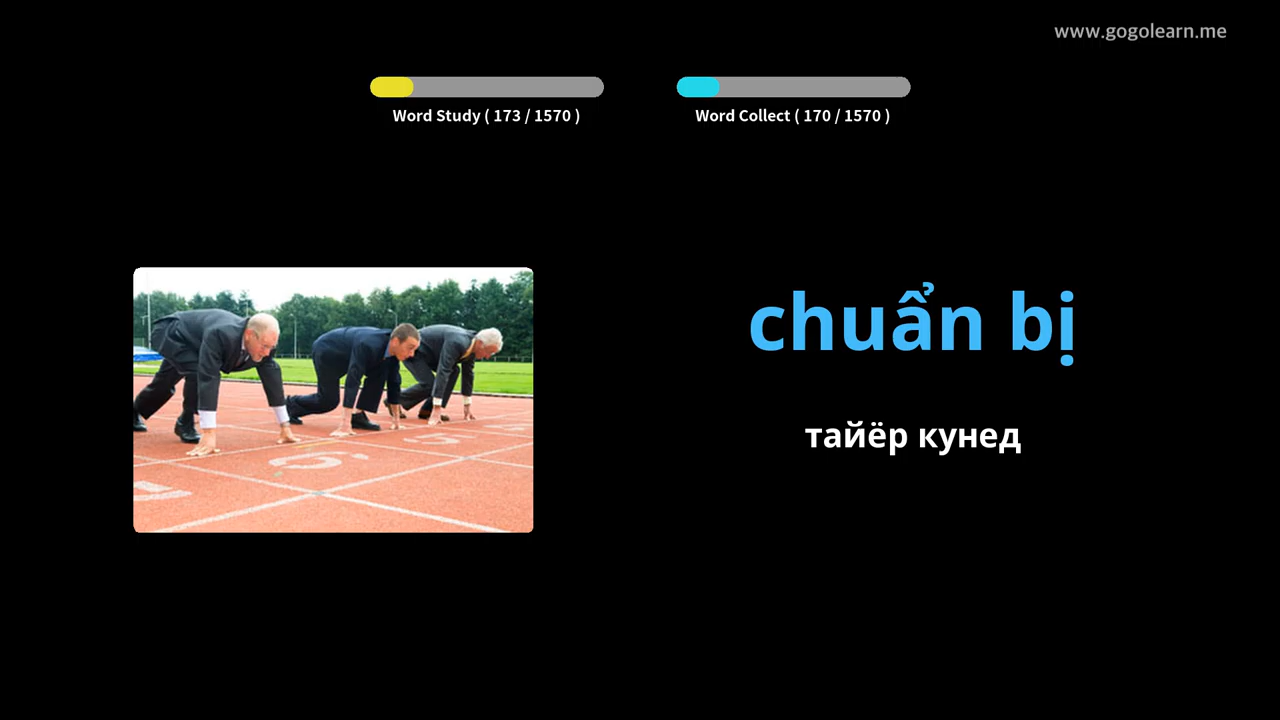 www.gogolearn.me
Word Study ( 173 / 1570 )
Word Collect ( 170 / 1570 )
chuẩn bị
тайёр кунед